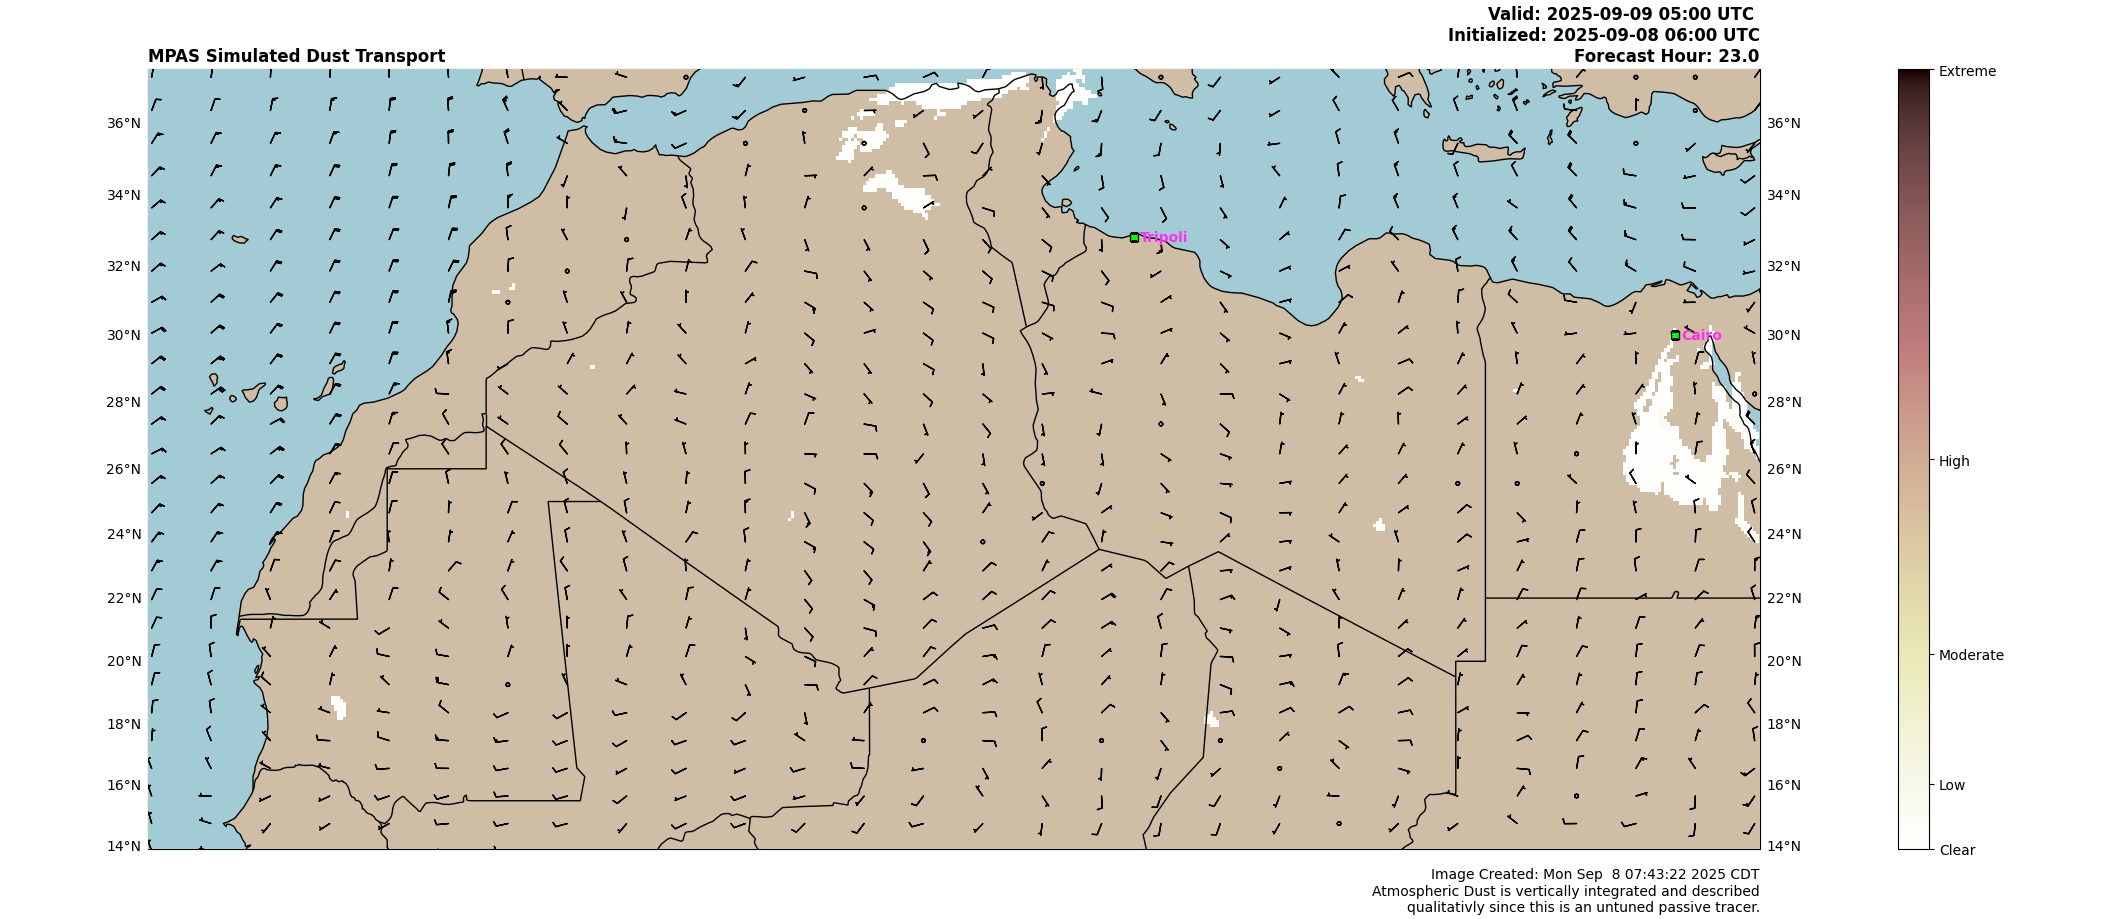 Valid: 2025-09-09 05:00 UTC
Initialized: 2025-09-08 06:00 UTC
MPAS Simulated Dust Transport
Forecast Hour: 23.0
Extreme
36°N
36°N
34°N
34°N
Tripoli
32°N
32°N
30°N
Cairo
30°N
28°N
28°N
26°N
26°N
High
24°N
24°N
22°N
22°N
20°N
20°N
Moderate
18°N
18°N
16°N
16°N
Low
14°N
14°N
Clear
Image Created: Mon Sep  8 07:43:22 2025 CDT
Atmospheric Dust is vertically integrated and described
qualitativly since this is an untuned passive tracer.